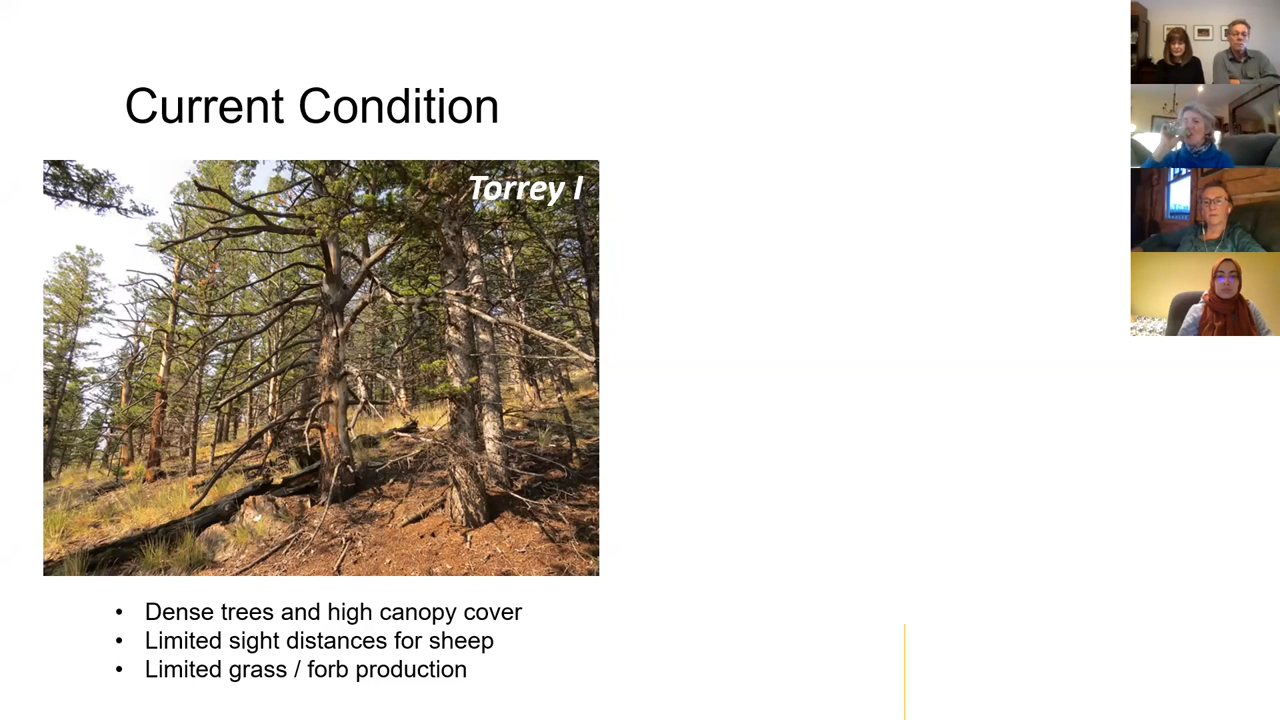 Current Condition
Torrey I
• Dense trees and high canopy cover
• Limited sight distances for sheep
• Limited grass / forb production